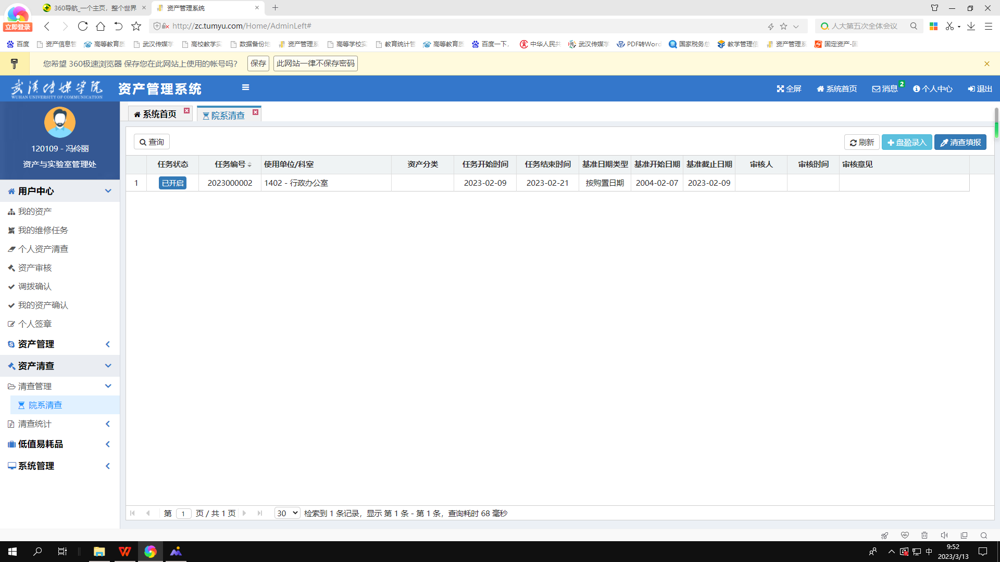 360导航_一个主页，整个世界
资产管理系统
立即登录
http://zc.tumyu.com/Home/AdminLeft#
人大第五次全体会议
百度
资产信息管
高等教育质
武汉传媒学
高校教学实
数据备份地
资产管理系
高等学校实
教育统计管
高等教育质
百度一下，
中华人民共
武汉传媒学
PDF转Word
国家税务总
教学管理信
资产管理系
固定资产-国
您希望 360极速浏览器 保存您在此网站上使用的帐号吗?
保存
此网站一律不保存密码
武汉传媒学院
WUHAN UNIVERSITY OF COMMUNICATION
资产管理系统
全屏
系统首页
消息
2
个人中心
退出
120109 - 冯伶丽
资产与实验室管理处
用户中心
我的资产
我的维修任务
个人资产清查
资产审核
调拨确认
我的资产确认
个人签章
资产管理
资产清查
清查管理
院系清查
清查统计
低值易耗品
系统管理
系统首页
院系清查
查询
刷新
盘盈录入
清查填报
任务状态 任务编号 使用单位/科室 资产分类 任务开始时间 任务结束时间 基准日期类型 基准开始日期 基准截止日期 审核人 审核时间 审核意见
1 已开启 2023000002 1402 - 行政办公室 2023-02-09 2023-02-21 按购置日期 2004-02-07 2023-02-09
第 1 页 / 共 1 页 30 检索到 1 条记录，显示 第 1 条 - 第 1 条，查询耗时 68 毫秒
中
9:52
2023/3/13